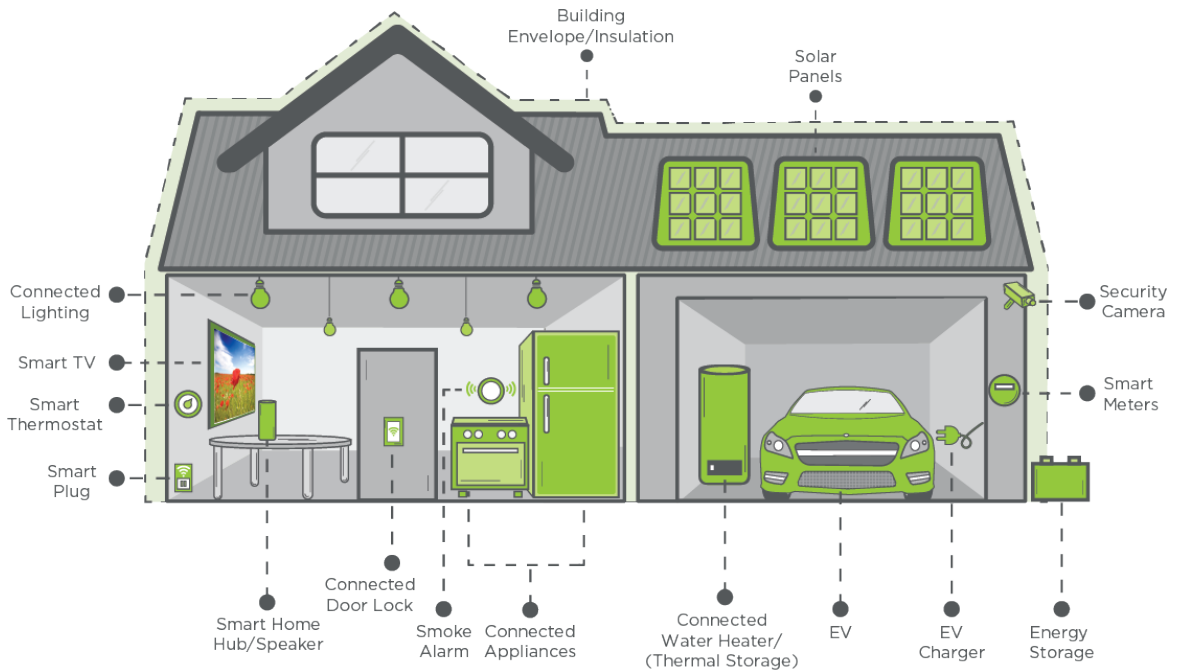 Building
Envelope/Insulation
Solar
Panels
Connected
Lighting
Smart TV
Smart
Thermostat
Smart
Plug
Security
Camera
Smart
Meters
Smart Home
Hub/Speaker
Connected
Door Lock
Smoke
Alarm
Connected
Appliances
Connected
Water Heater/
(Thermal Storage)
EV
EV
Charger
Energy
Storage